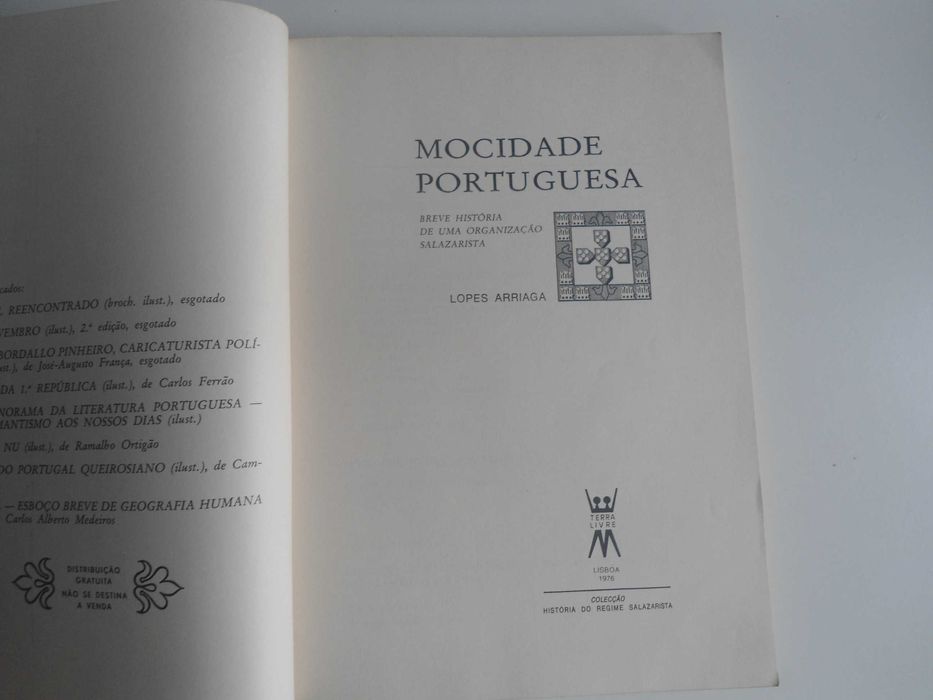 cados:
REENCONTRADO (broch. ilust.), esgotado
VEMBRO (ilust.), 2.ª edição, esgotado
BORDALLO PINHEIRO, CARICATURISTA POLÍ-
ust.), de José-Augusto França, esgotado
DA 1.ª REPÚBLICA (ilust.), de Carlos Ferrão
NORAMA DA LITERATURA PORTUGUESA —
MANTISMO AOS NOSSOS DIAS (ilust.)
NU (ilust.), de Ramalho Ortigão
DO PORTUGAL QUEIROSIANO (ilust.), de Cam-
— ESBOÇO BREVE DE GEOGRAFIA HUMANA
Carlos Alberto Medeiros
DISTRIBUIÇÃO
GRATUITA
NÃO SE DESTINA
A VENDA
MOCIDADE
PORTUGUESA
BREVE HISTÓRIA
DE UMA ORGANIZAÇÃO
SALAZARISTA
LOPES ARRIAGA
TERRA
LIVRE
LISBOA
1976
COLECÇÃO
HISTÓRIA DO REGIME SALAZARISTA